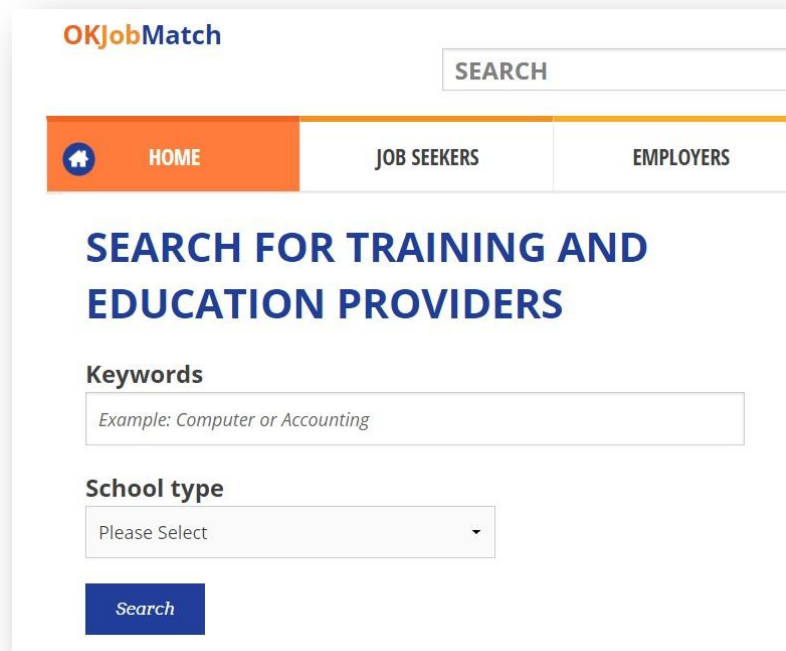 OKJobMatch
SEARCH
HOME
JOB SEEKERS
EMPLOYERS
SEARCH FOR TRAINING AND
EDUCATION PROVIDERS
Keywords
Example: Computer or Accounting
School type
Please Select
Search